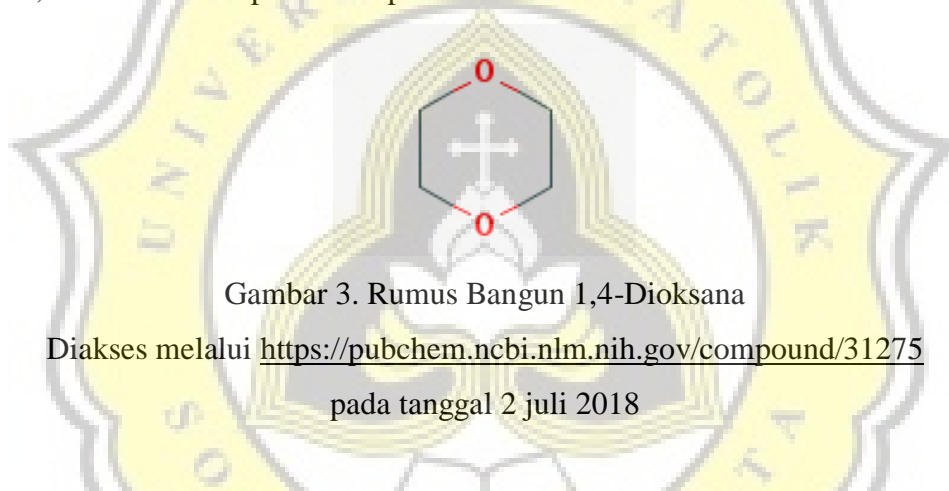 O
O
Gambar 3. Rumus Bangun 1,4-Dioksana
Diakses melalui https://pubchem.ncbi.nlm.nih.gov/compound/31275
pada tanggal 2 juli 2018